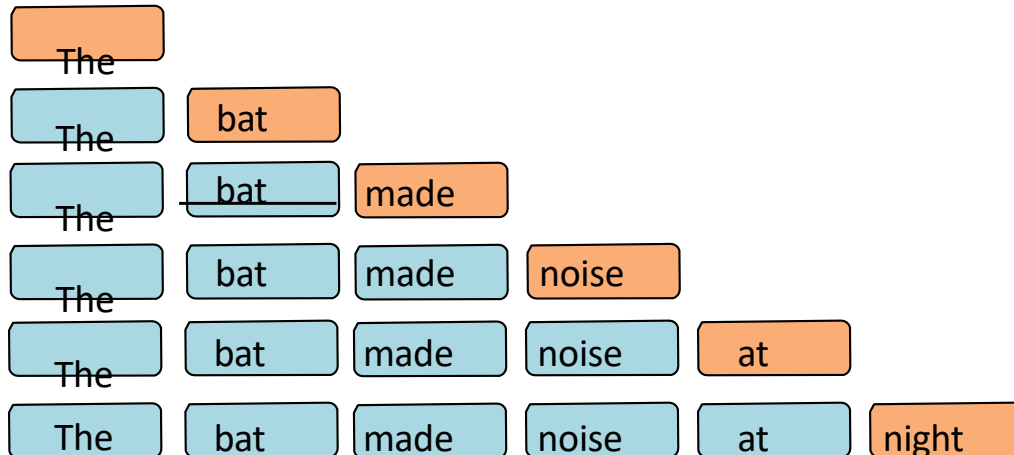 The
The bat
The bat made
The bat made noise
The bat made noise at
The bat made noise at night